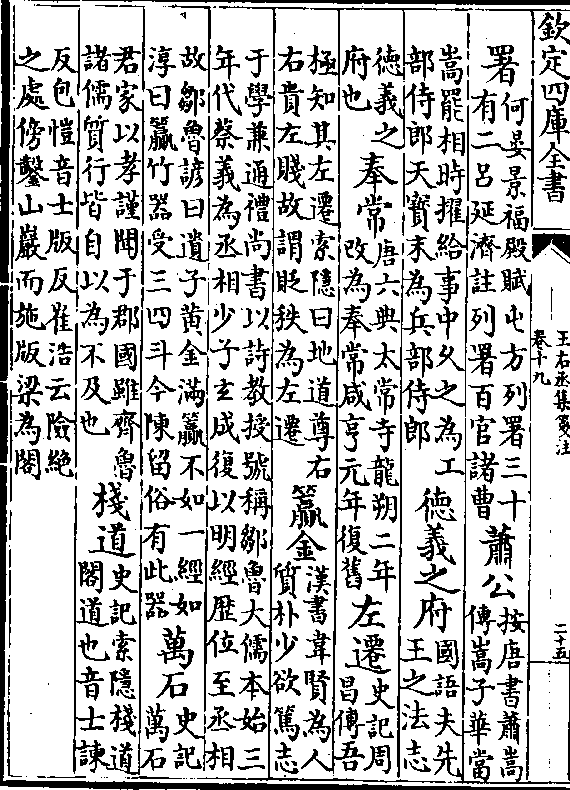 欽定四庫全書
王右丞集箋注
卷十九
二十五
署
何晏景福殿賦屯方列署三十
有二呂延濟註列署百官諸曹
蕭公
按唐書蕭嵩
傳嵩子華當
嵩罷相時擢給事中久之為工
部侍郎天寶末為兵部侍郎
德義之府
國語夫先
王之法志
德義之
府也
奉常
唐六典太常寺龍朔二年
改為奉常咸亨元年復舊
左遷
史記周
昌傳吾
極知其左遷索隱曰地道尊右
右貴左賤故謂貶秩為左遷
籝金
漢書韋賢為人
質朴少欲篤志
于學兼通禮尚書以詩教授號稱鄒魯大儒本始三
年代蔡義為丞相少子玄成復以明經歷位至丞相
故鄒魯諺曰遺子黃金滿籝不如一經如
淳曰籝竹器受三四斗今陳留俗有此器
萬石
史記
萬石
君家以孝謹聞于郡國雖齊魯
諸儒質行皆自以為不及也
棧道
史記索隱棧道
閣道也音士諫
反包愷音士版反崔浩云險絕
之處傍鑿山巖而施版梁為閣